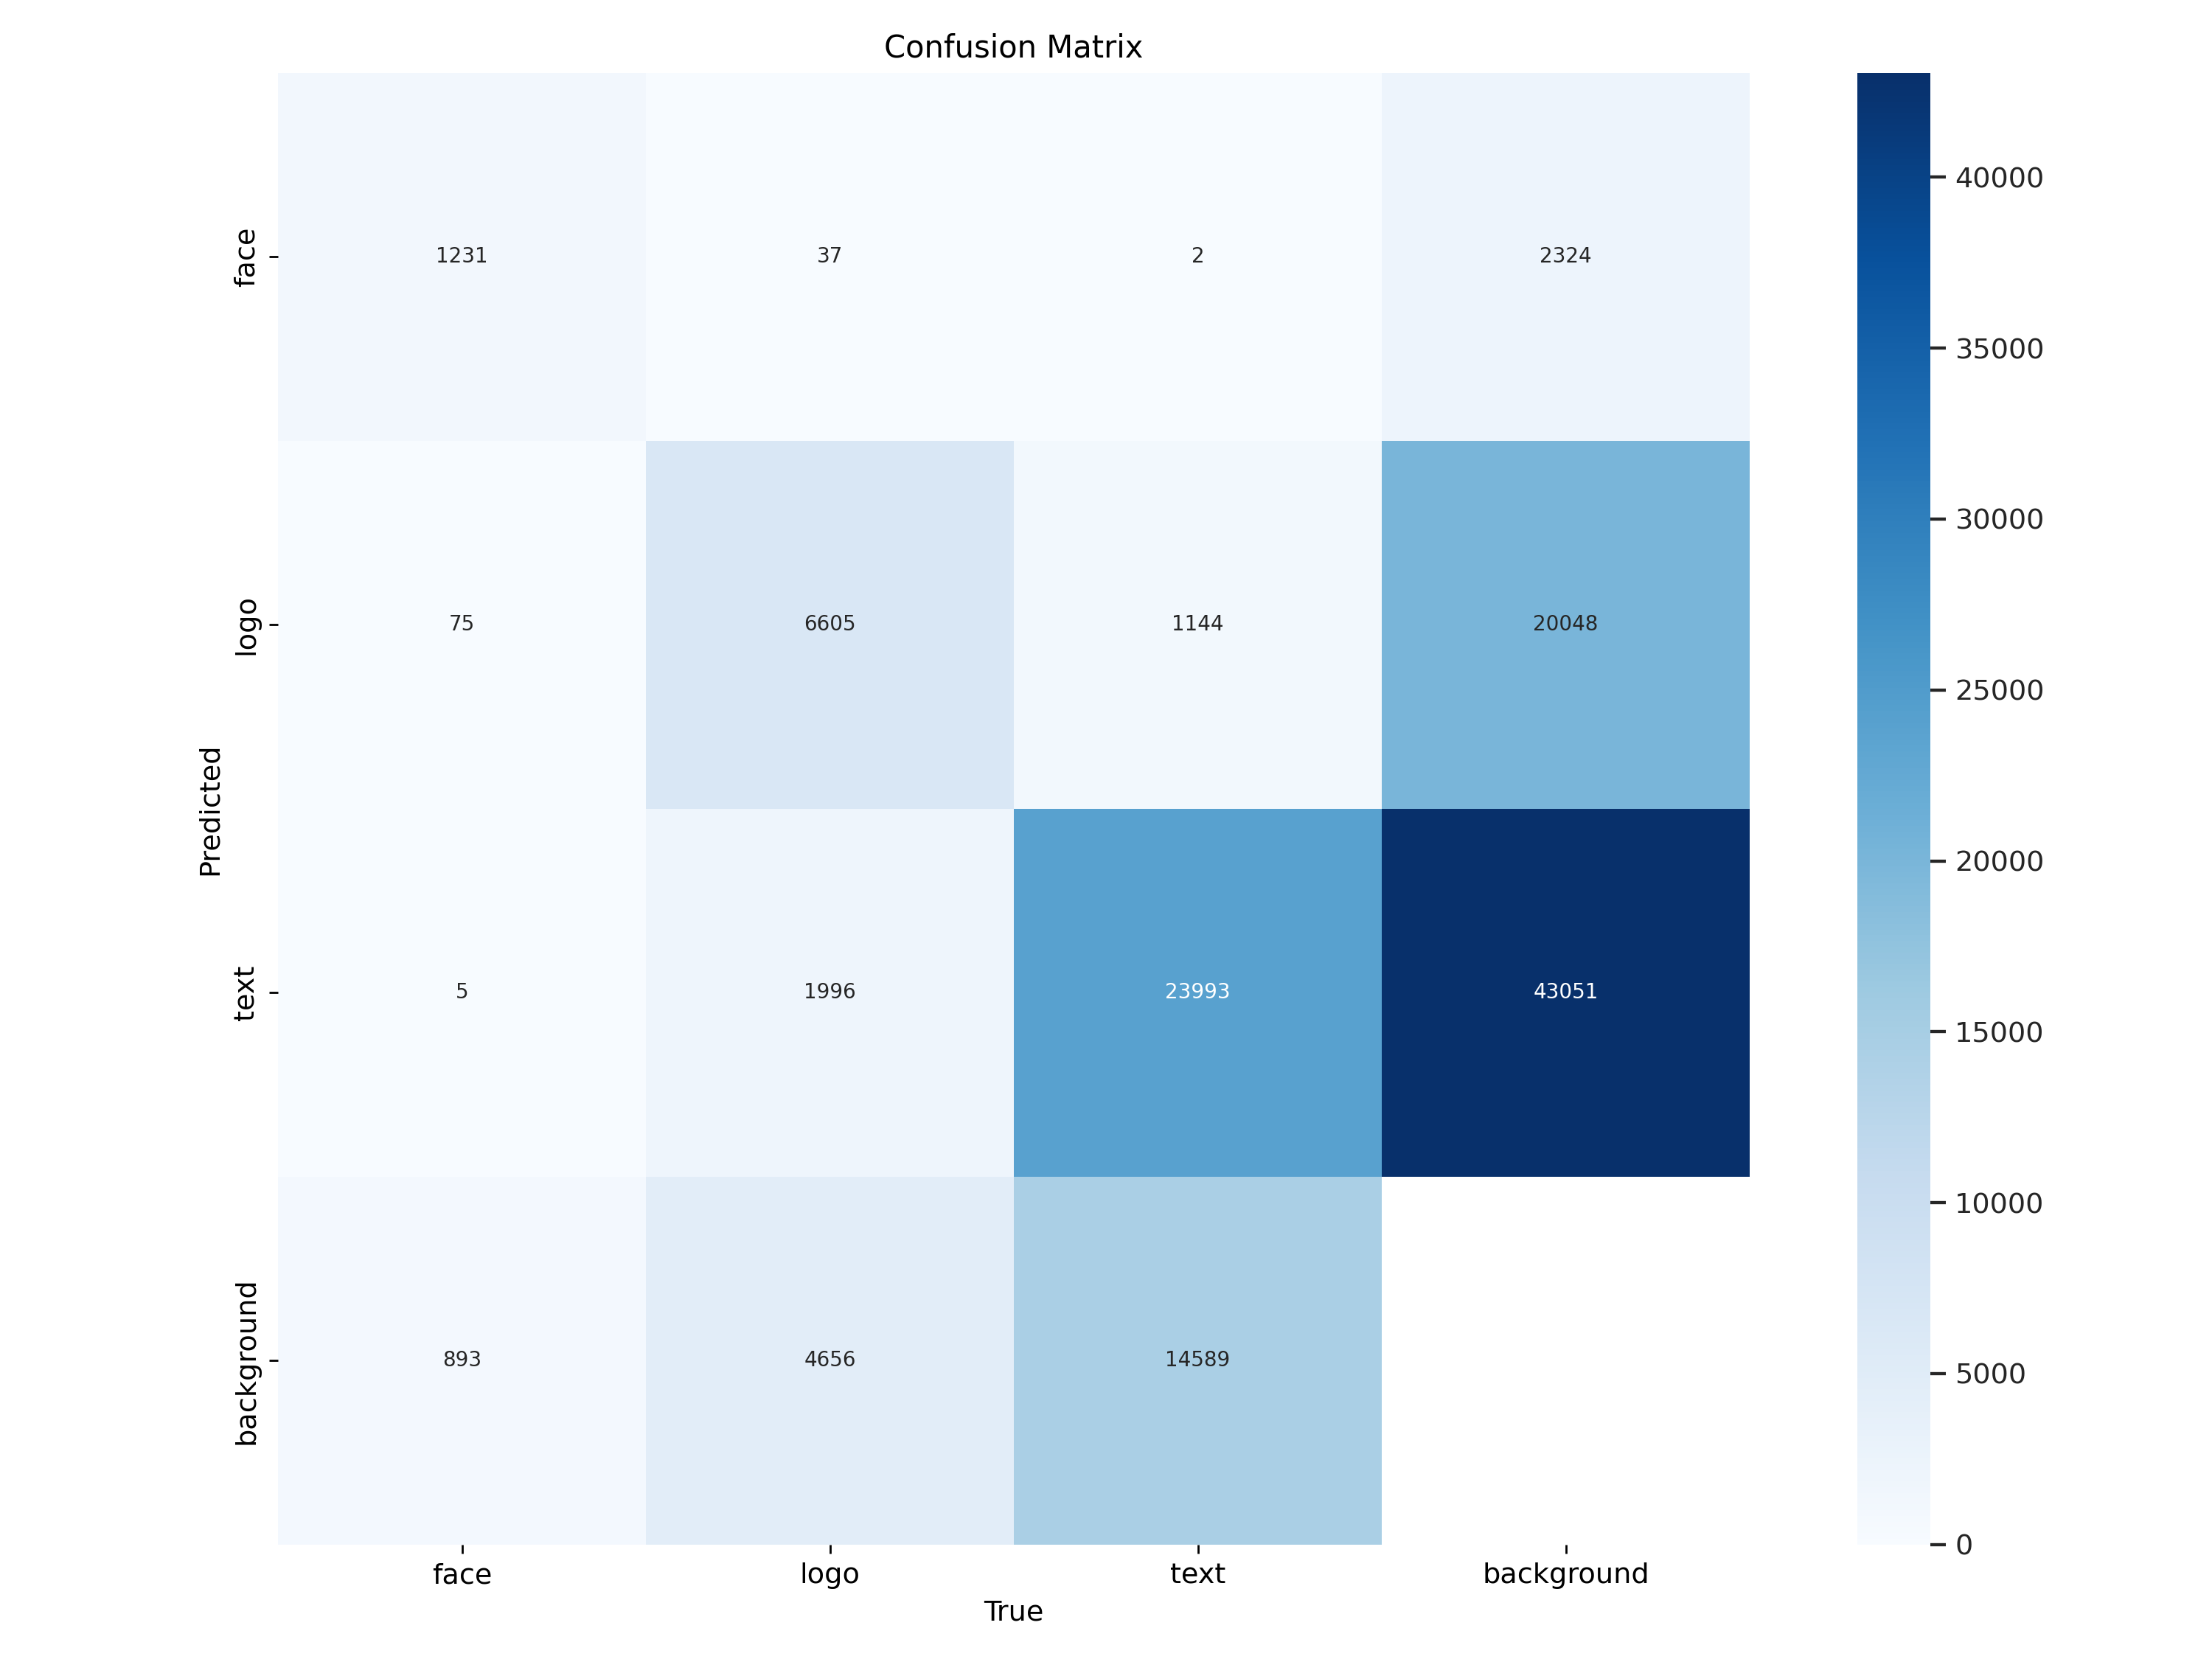 Confusion Matrix
Predicted
face
1231 37 2 2324
logo
75 6605 1144 20048
text
5 1996 23993 43051
background
893 4656 14589
face logo text background
True
40000
35000
30000
25000
20000
15000
10000
5000
0